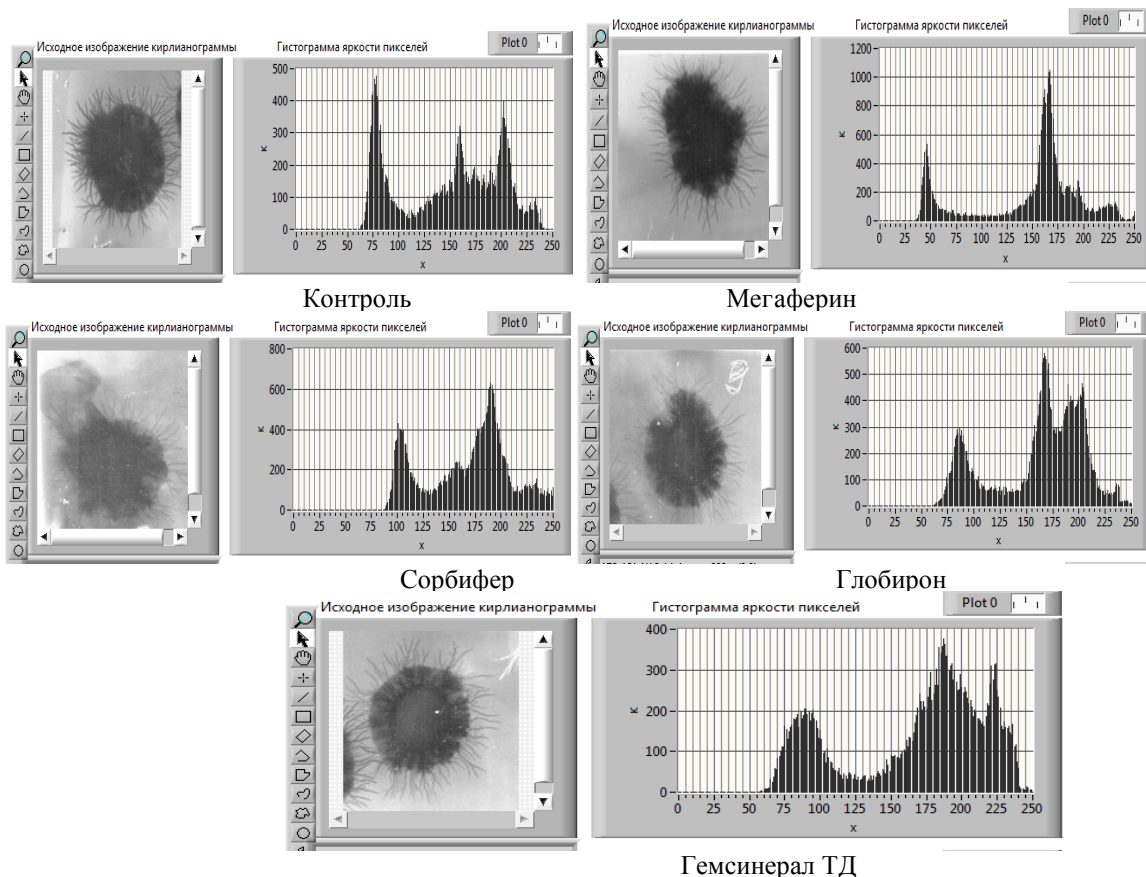 Исходное изображение кирлианограммы
Гистограмма яркости пикселей
Plot 0
500
400
300
200
100
0
к
0 25 50 75 100 125 150 175 200 225 250
x
Контроль
Исходное изображение кирлианограммы
Гистограмма яркости пикселей
Plot 0
1200
1000
800
600
400
200
0
к
0 25 50 75 100 125 150 175 200 225 250
x
Мегаферин
Исходное изображение кирлианограммы
Гистограмма яркости пикселей
Plot 0
800
600
400
200
0
к
0 25 50 75 100 125 150 175 200 225 250
x
Сорбифер
Исходное изображение кирлианограммы
Гистограмма яркости пикселей
Plot 0
600
500
400
300
200
100
0
к
0 25 50 75 100 125 150 175 200 225 250
x
Глобирон
Исходное изображение кирлианограммы
Гистограмма яркости пикселей
Plot 0
400
300
200
100
0
к
0 25 50 75 100 125 150 175 200 225 250
x
Гемсинерал ТД